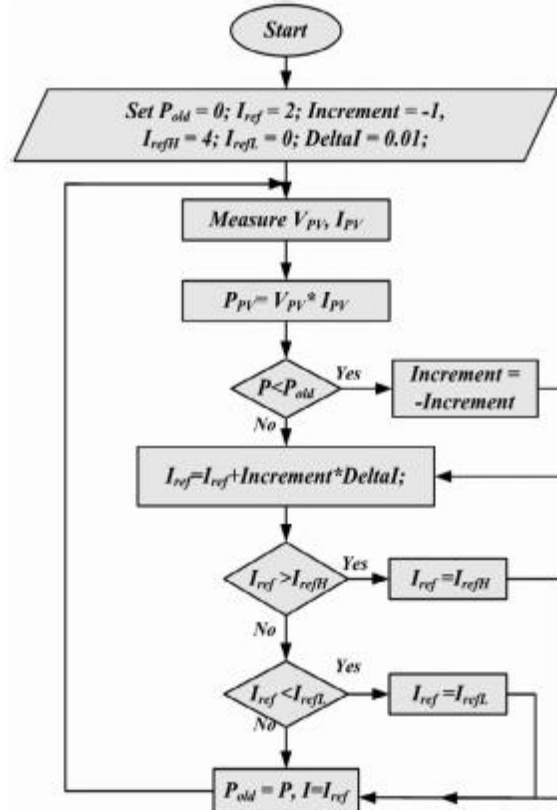 Start
Set P_old = 0; I_ref = 2; Increment = -1,
I_refH = 4; I_refL = 0; DeltaI = 0.01;
Measure V_PV, I_PV
P_PV= V_PV* I_PV
P<P_old
Yes
Increment =
-Increment
No
I_ref=I_ref+Increment*DeltaI;
I_ref >I_refH
Yes
I_ref =I_refH
No
I_ref <I_refL
Yes
I_ref =I_refL
No
P_old = P, I=I_ref